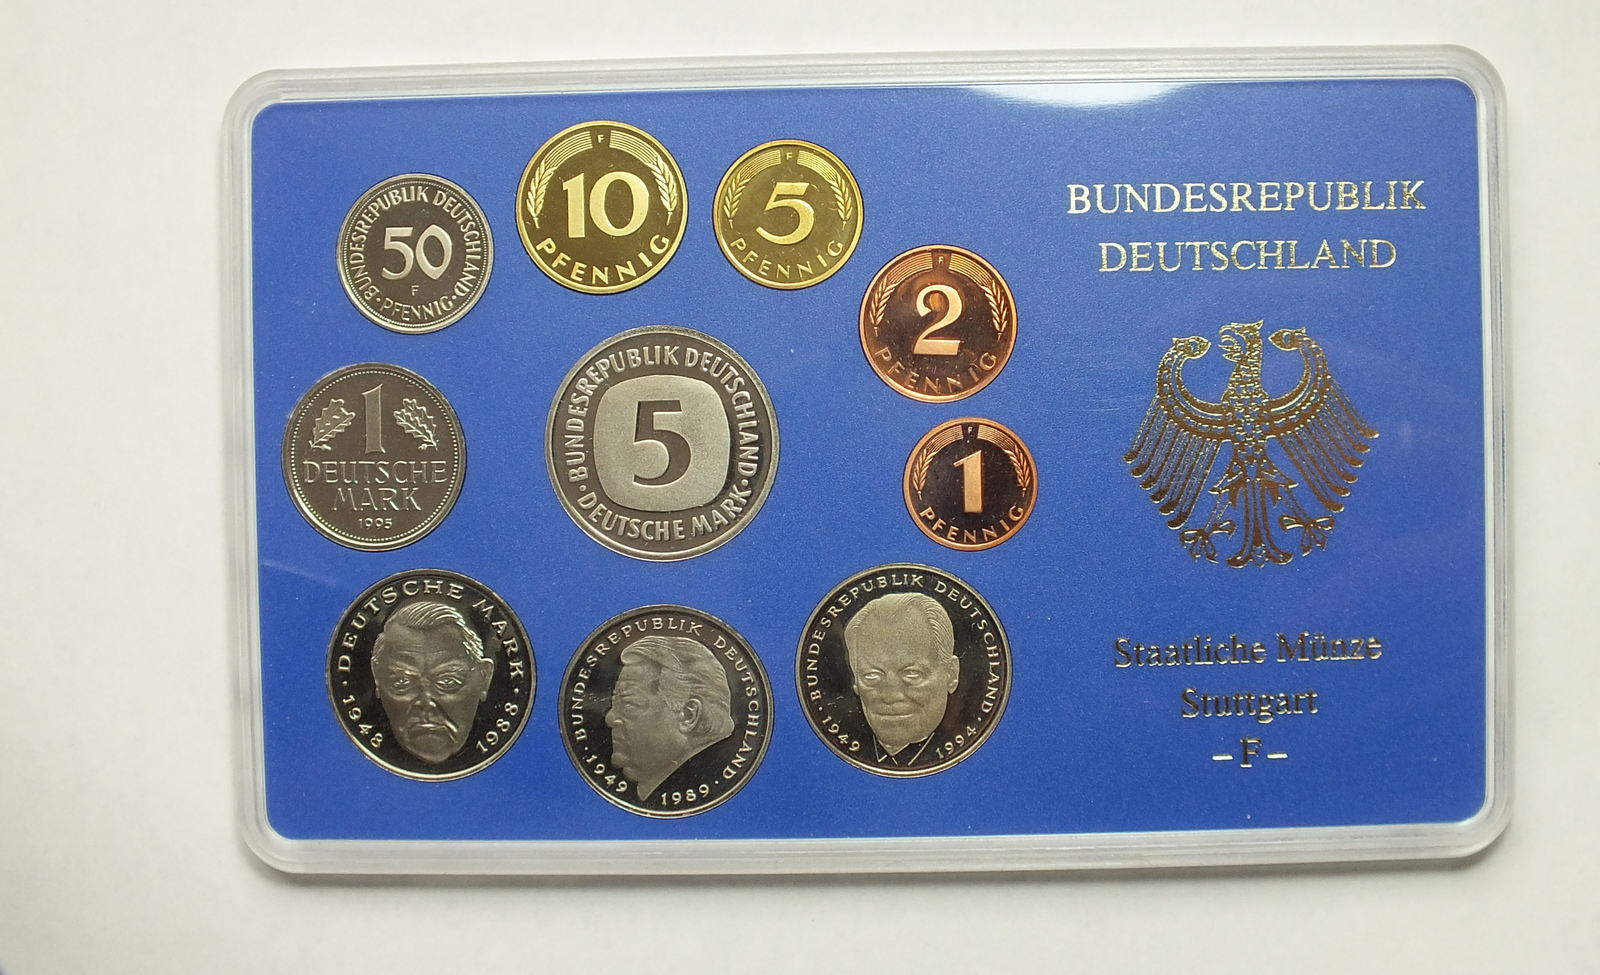 BUNDESREPUBLIK DEUTSCHLAND
50
F
· PFENNIG ·
F
10
PFENNIG
F
5
PFENNIG
F
2
PFENNIG
F
1
PFENNIG
1
DEUTSCHE
MARK
1995
· BUNDESREPUBLIK DEUTSCHLAND ·
5
DEUTSCHE MARK
· DEUTSCHE MARK ·
1948 1988
· BUNDESREPUBLIK DEUTSCHLAND ·
1949 1989
· BUNDESREPUBLIK DEUTSCHLAND ·
1949 1994
BUNDESREPUBLIK
DEUTSCHLAND
Staatliche Münze
Stuttgart
– F –